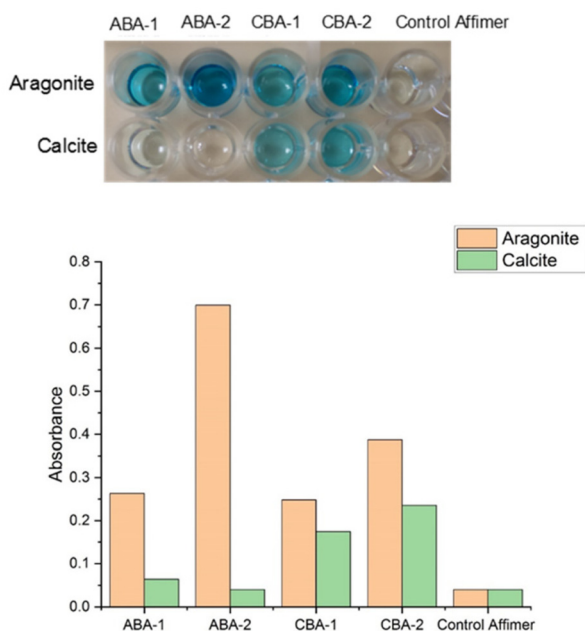 ABA-1 ABA-2 CBA-1 CBA-2 Control Affimer
Aragonite
Calcite
Aragonite
Calcite
0.8
0.7
0.6
0.5
0.4
0.3
0.2
0.1
0.0
Absorbance
ABA-1 ABA-2 CBA-1 CBA-2 Control Affimer